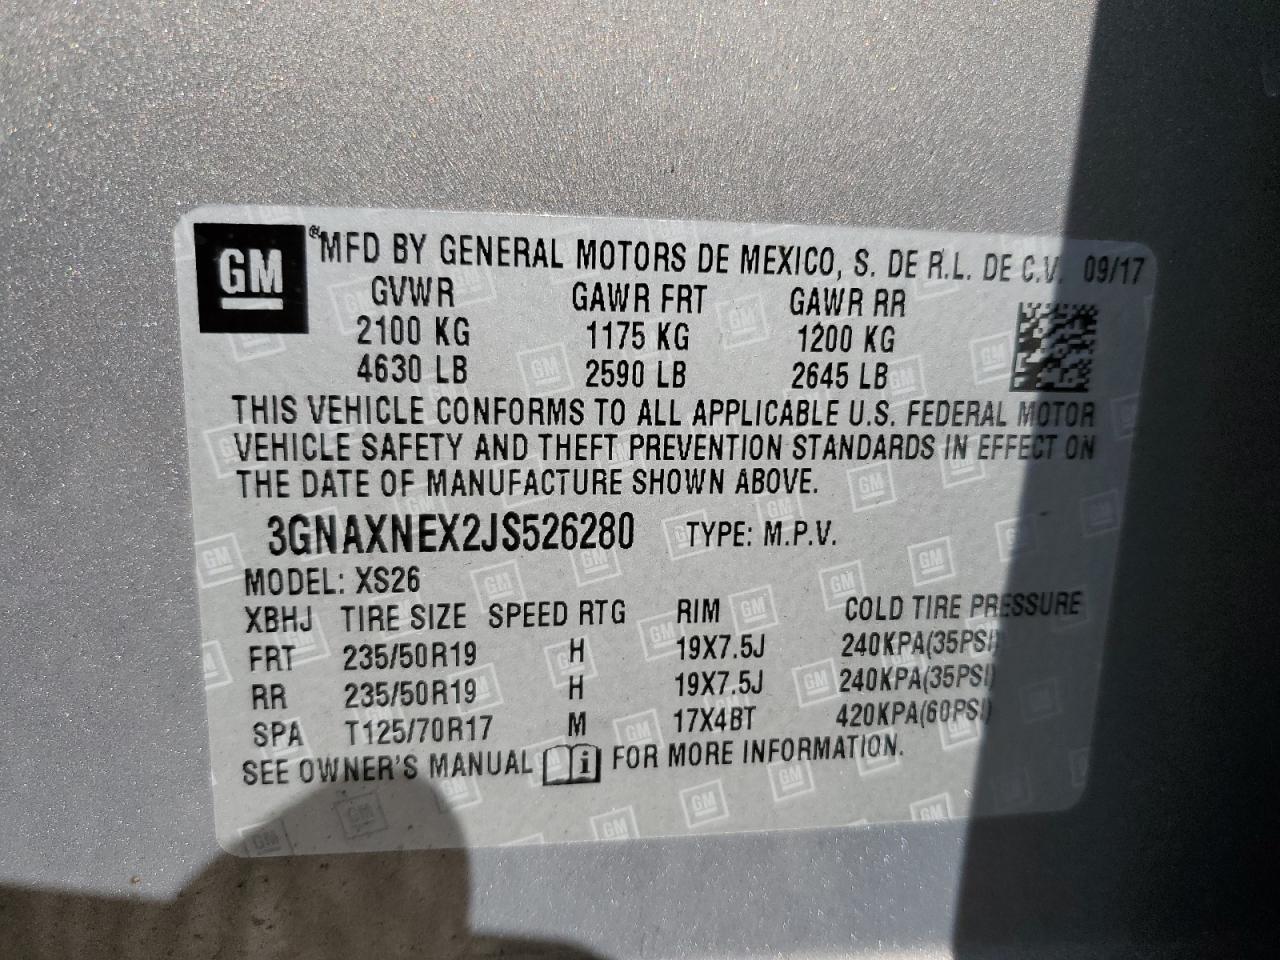 GM ® MFD BY GENERAL MOTORS DE MEXICO, S. DE R.L. DE C.V. 09/17
GVWR GAWR FRT GAWR RR
2100 KG 1175 KG 1200 KG
4630 LB 2590 LB 2645 LB
THIS VEHICLE CONFORMS TO ALL APPLICABLE U.S. FEDERAL MOTOR
VEHICLE SAFETY AND THEFT PREVENTION STANDARDS IN EFFECT ON
THE DATE OF MANUFACTURE SHOWN ABOVE.
3GNAXNEX2JS526280 TYPE: M.P.V.
MODEL: XS26
XBHJ TIRE SIZE SPEED RTG RIM COLD TIRE PRESSURE
FRT 235/50R19 H 19X7.5J 240KPA(35PSI)
RR 235/50R19 H 19X7.5J 240KPA(35PSI)
SPA T125/70R17 M 17X4BT 420KPA(60PSI)
SEE OWNER'S MANUAL i FOR MORE INFORMATION.